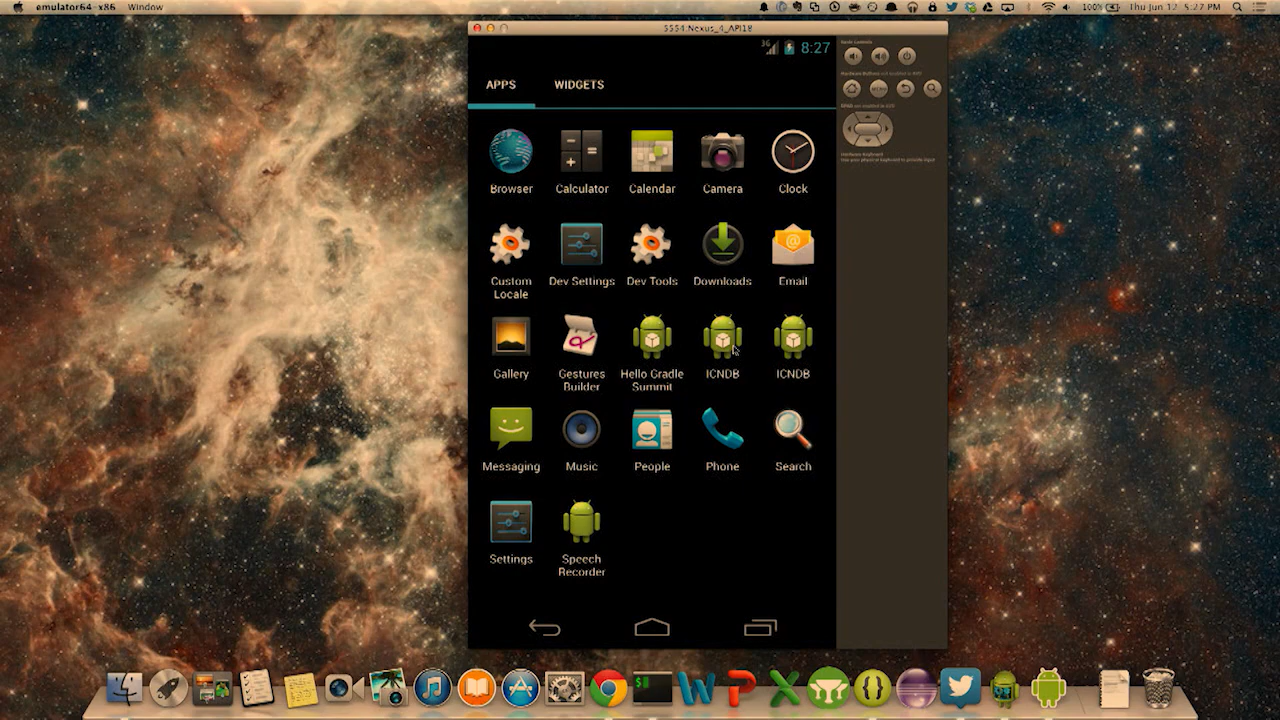 emulator64-x86 Window
100%
Thu Jun 12 5:27 PM
5554:Nexus_4_API18
3G 8:27
APPS WIDGETS
Browser Calculator Calendar Camera Clock
Custom Locale Dev Settings Dev Tools Downloads Email
Gallery Gestures Builder Hello Gradle Summit ICNDB ICNDB
Messaging Music People Phone Search
Settings Speech Recorder